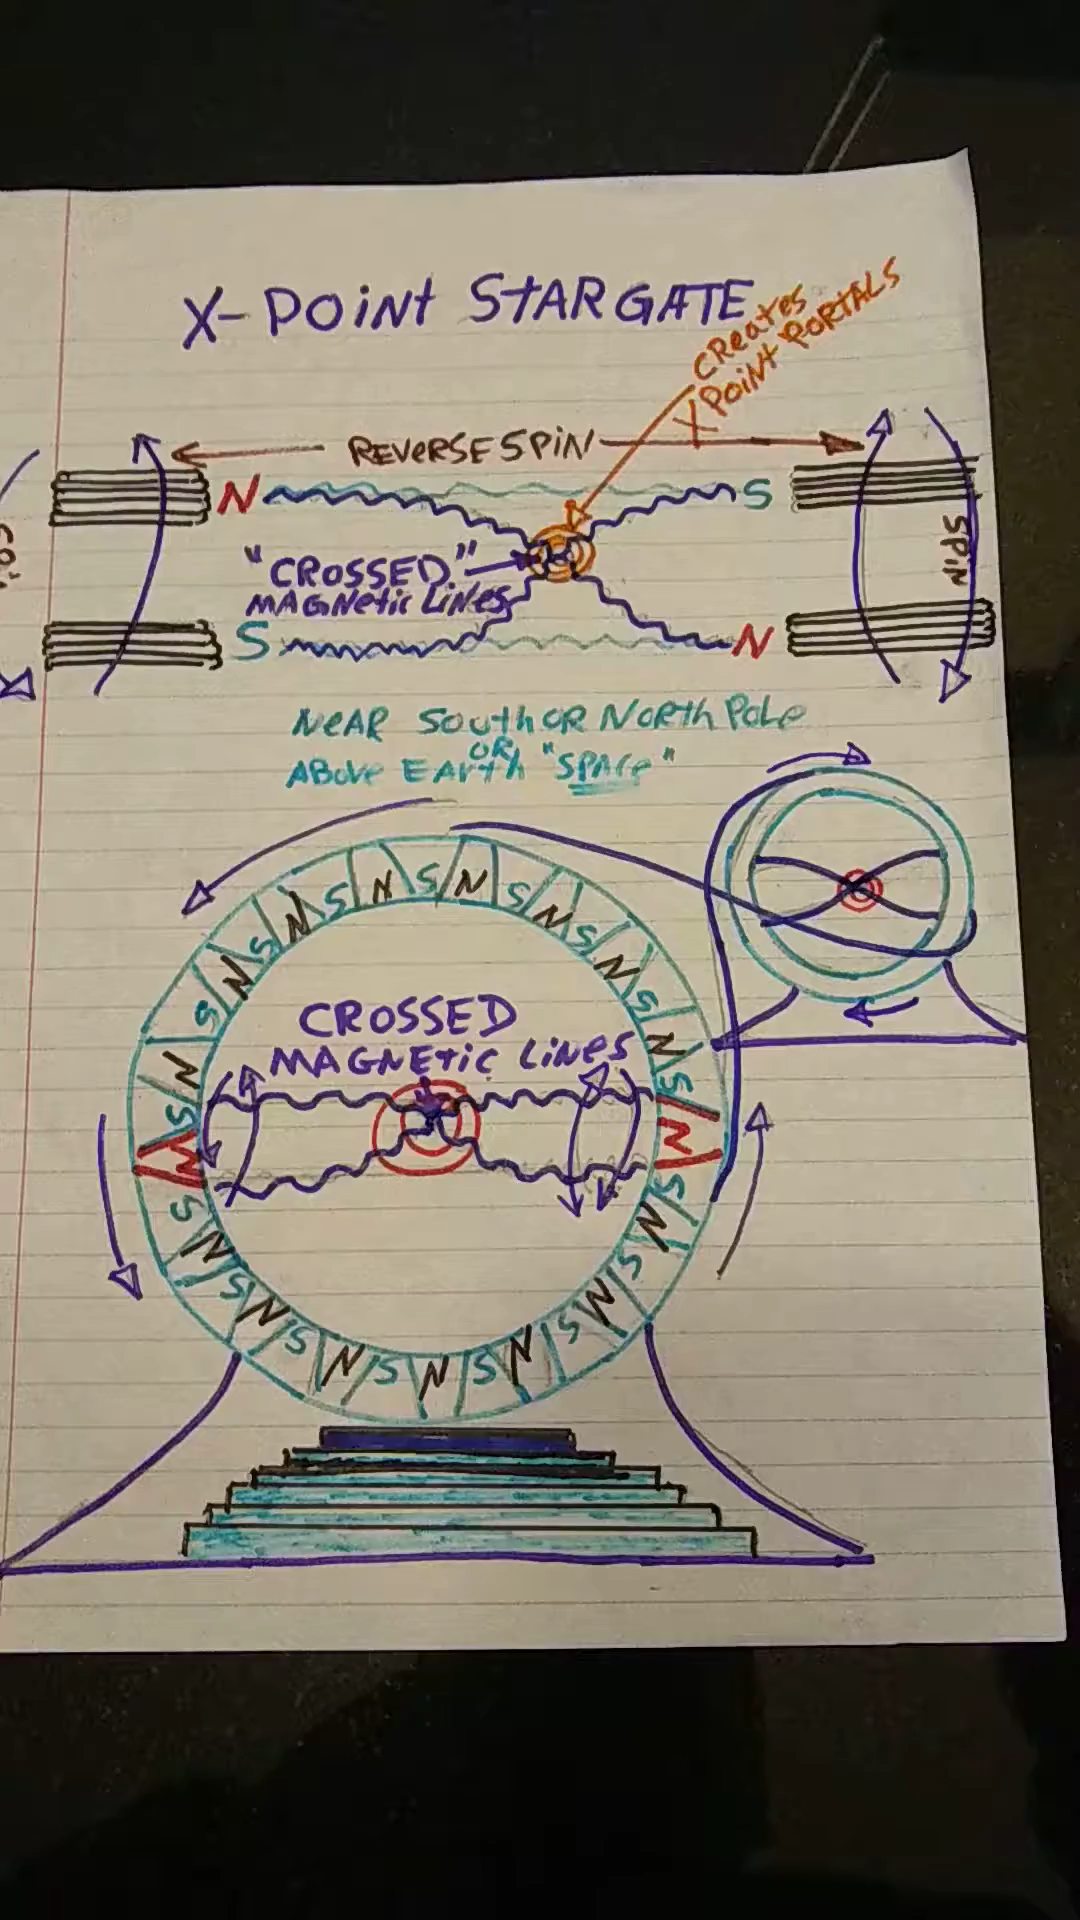 X-POINT STARGATE
CREATES
X POINT PORTALS
REVERSE SPIN
N S
SPIN
"CROSSED"
MAGNETIC LINES
S N
NEAR SOUTH OR NORTH POLE
OR
ABOVE EARTH "SPACE"
N S N S N S N S N S N S N S N S N S N S N S N S N S N S
CROSSED
MAGNETIC LINES